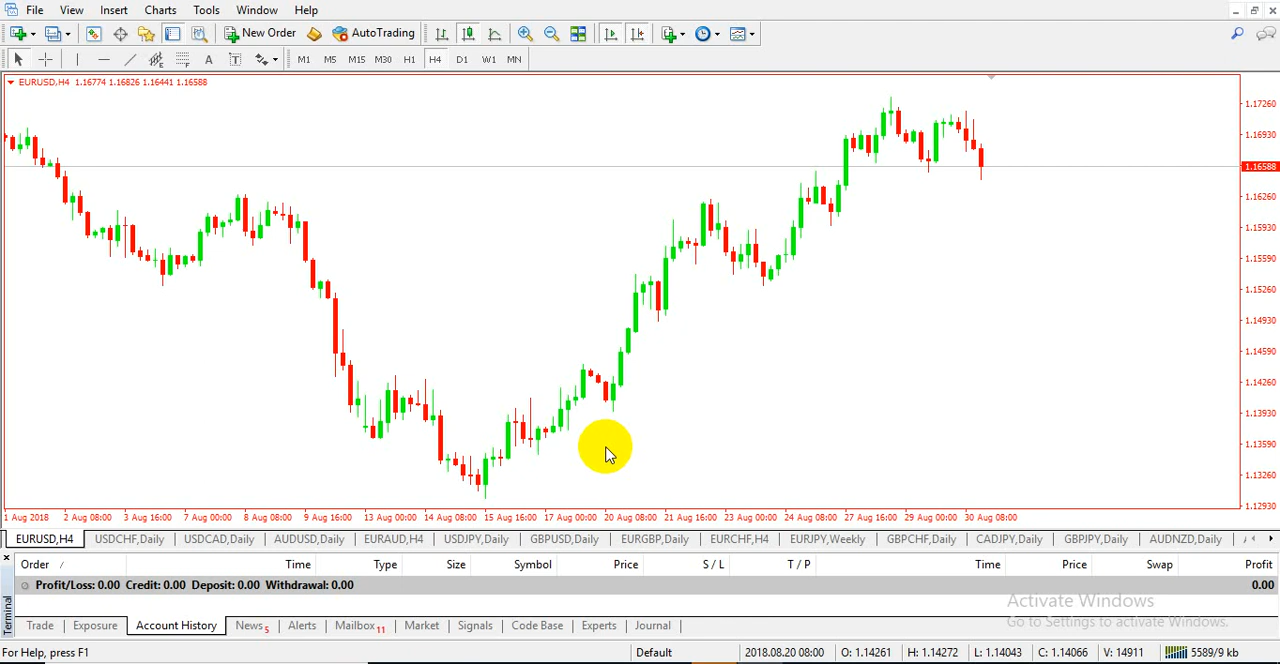 File View Insert Charts Tools Window Help
New Order AutoTrading
A T M1 M5 M15 M30 H1 H4 D1 W1 MN
EURUSD,H4 1.16774 1.16826 1.16441 1.16588
1.17260
1.16930
1.16588
1.16260
1.15930
1.15590
1.15260
1.14930
1.14590
1.14260
1.13930
1.13590
1.13260
1.12930
1 Aug 2018 2 Aug 08:00 3 Aug 16:00 7 Aug 00:00 8 Aug 08:00 9 Aug 16:00 13 Aug 00:00 14 Aug 08:00 15 Aug 16:00 17 Aug 00:00 20 Aug 08:00 21 Aug 16:00 23 Aug 00:00 24 Aug 08:00 27 Aug 16:00 29 Aug 00:00 30 Aug 08:00
EURUSD,H4 USDCHF,Daily USDCAD,Daily AUDUSD,Daily EURAUD,H4 USDJPY,Daily GBPUSD,Daily EURGBP,Daily EURCHF,H4 EURJPY,Weekly GBPCHF,Daily CADJPY,Daily GBPJPY,Daily AUDNZD,Daily
Order / Time Type Size Symbol Price S / L T / P Time Price Swap Profit
Profit/Loss: 0.00 Credit: 0.00 Deposit: 0.00 Withdrawal: 0.00 0.00
Terminal
Activate Windows
Go to Settings to activate Windows.
Trade Exposure Account History News 5 Alerts Mailbox 11 Market Signals Code Base Experts Journal
For Help, press F1 Default 2018.08.20 08:00 O: 1.14261 H: 1.14272 L: 1.14043 C: 1.14066 V: 14911 5589/9 kb